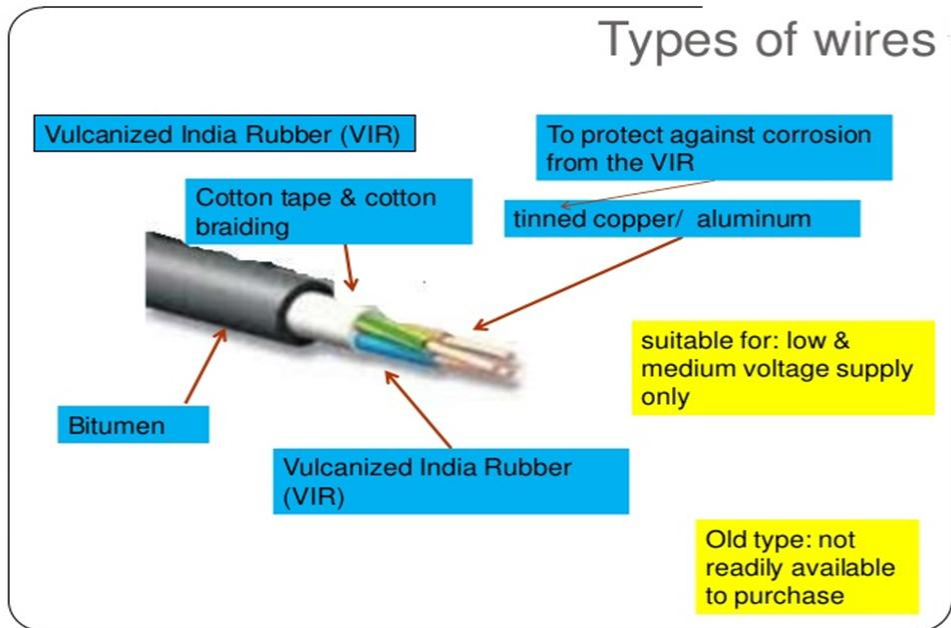 Types of wires
Vulcanized India Rubber (VIR)
To protect against corrosion
from the VIR
Cotton tape & cotton
braiding
tinned copper/ aluminum
suitable for: low &
medium voltage supply
only
Bitumen
Vulcanized India Rubber
(VIR)
Old type: not
readily available
to purchase